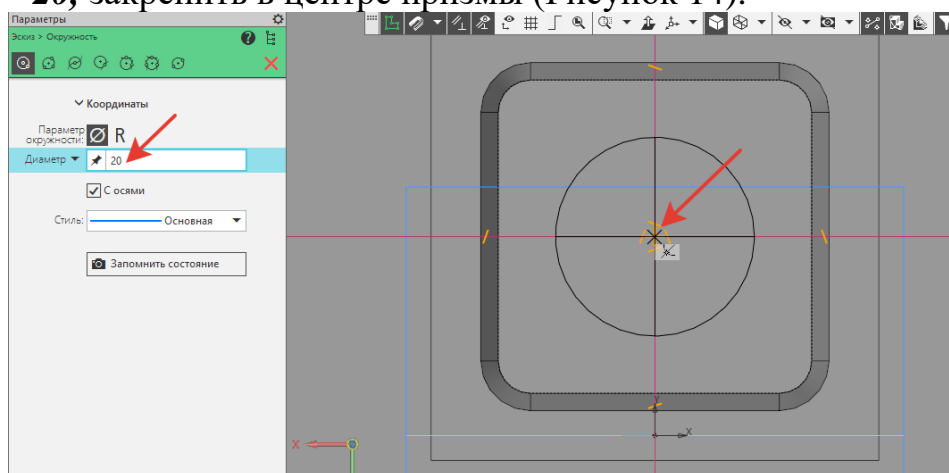 20, закрепить в центре призмы (Рисунок 14).
Параметры
Эскиз > Окружность
Координаты
Параметр
окружности: Ø R
Диаметр 20
С осями
Стиль: Основная
Запомнить состояние
Y
X
X